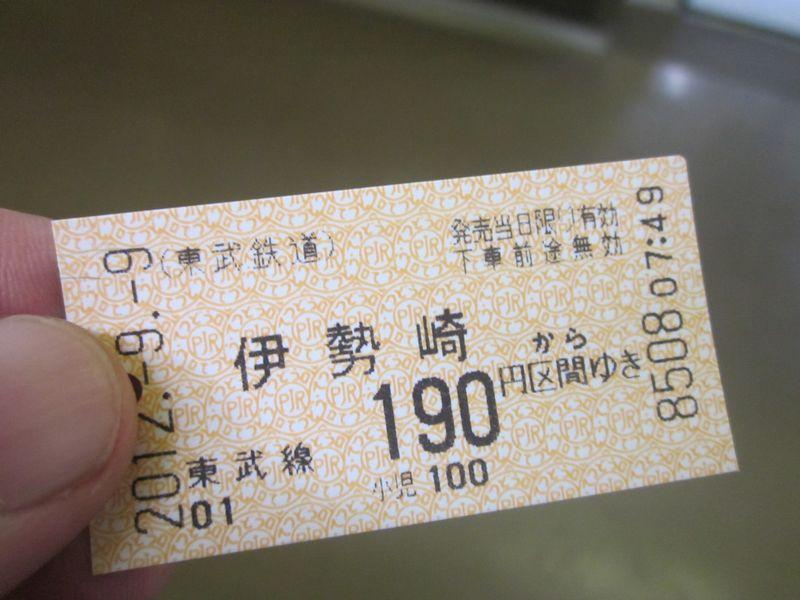 (東武鉄道)
発売当日限り有効
下車前途無効
伊勢崎から
190円区間ゆき
東武線
小児 100
01
2012.-9.-9
8508 07:49